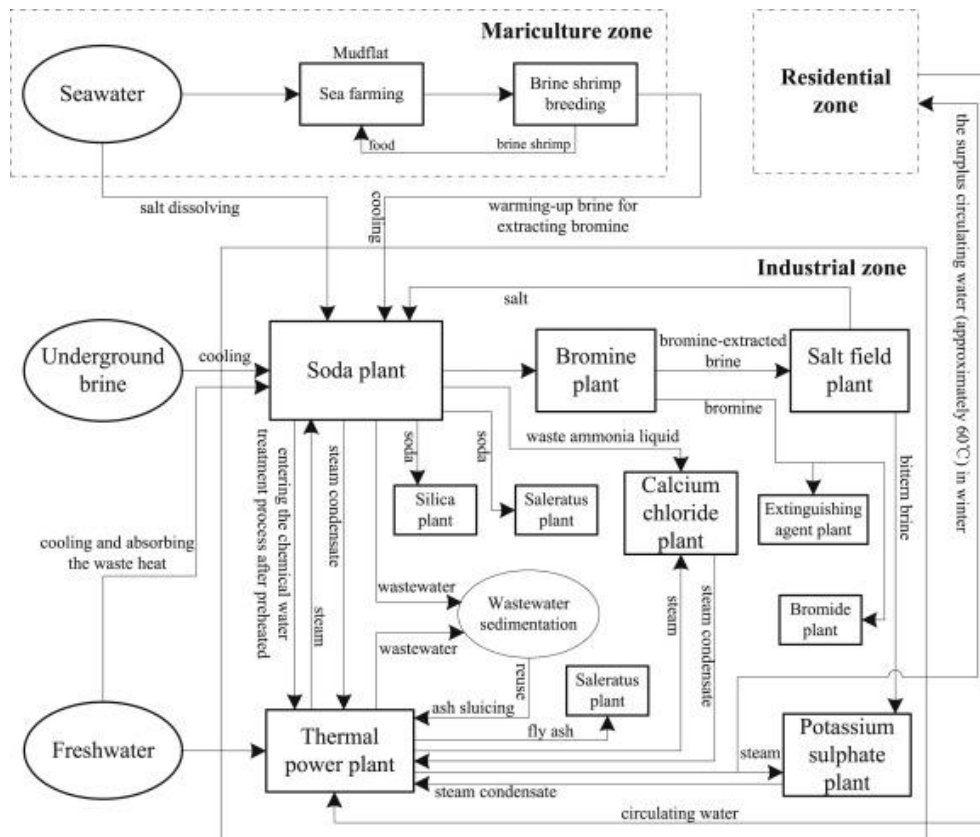 Mariculture zone
Mudflat
Seawater
Sea farming
Brine shrimp
breeding
food
brine shrimp
Residential
zone
salt dissolving
cooling
warming-up brine for
extracting bromine
the surplus circulating water (approximately 60℃) in winter
Industrial zone
salt
Underground
brine
cooling
Soda plant
Bromine
plant
bromine-extracted
brine
Salt field
plant
bromine
waste ammonia liquid
soda
soda
Silica
plant
Saleratus
plant
Calcium
chloride
plant
Extinguishing
agent plant
bittern brine
entering the chemical water
treatment process after preheated
steam
steam condensate
cooling and absorbing
the waste heat
wastewater
Wastewater
sedimentation
wastewater
reuse
steam
steam condensate
Bromide
plant
Saleratus
plant
ash sluicing
fly ash
Freshwater
Thermal
power plant
steam
steam condensate
Potassium
sulphate
plant
circulating water